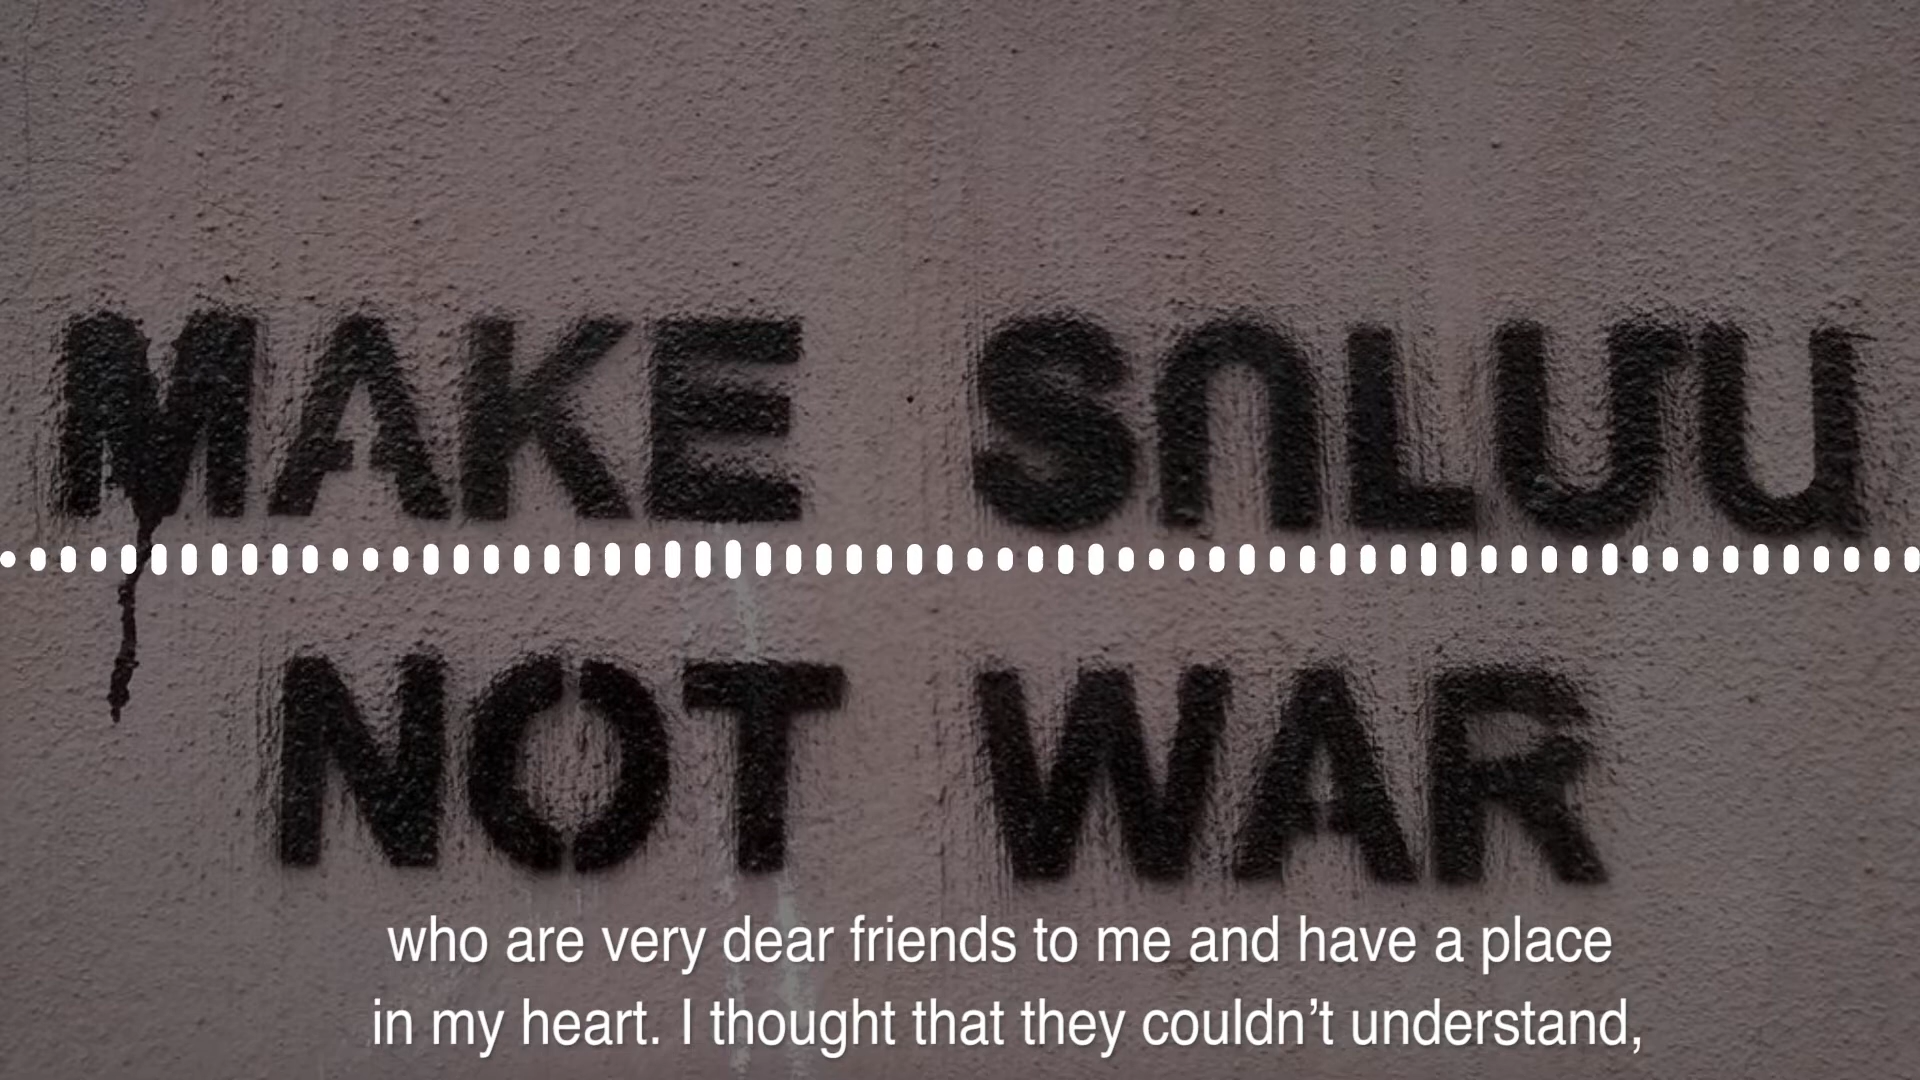 MAKE ՏՈԼՄԱ
NOT WAR
who are very dear friends to me and have a place
in my heart. I thought that they couldn’t understand,